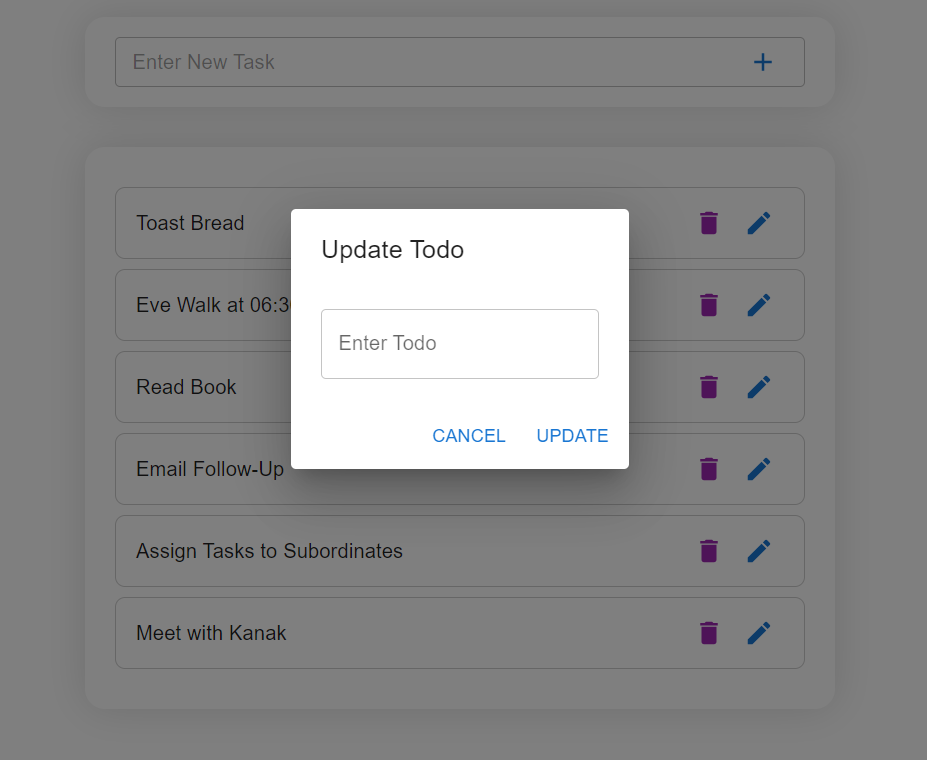 Enter New Task
Toast Bread
Eve Walk at 06:3
Read Book
Email Follow-Up
Assign Tasks to Subordinates
Meet with Kanak
Update Todo
Enter Todo
CANCEL UPDATE